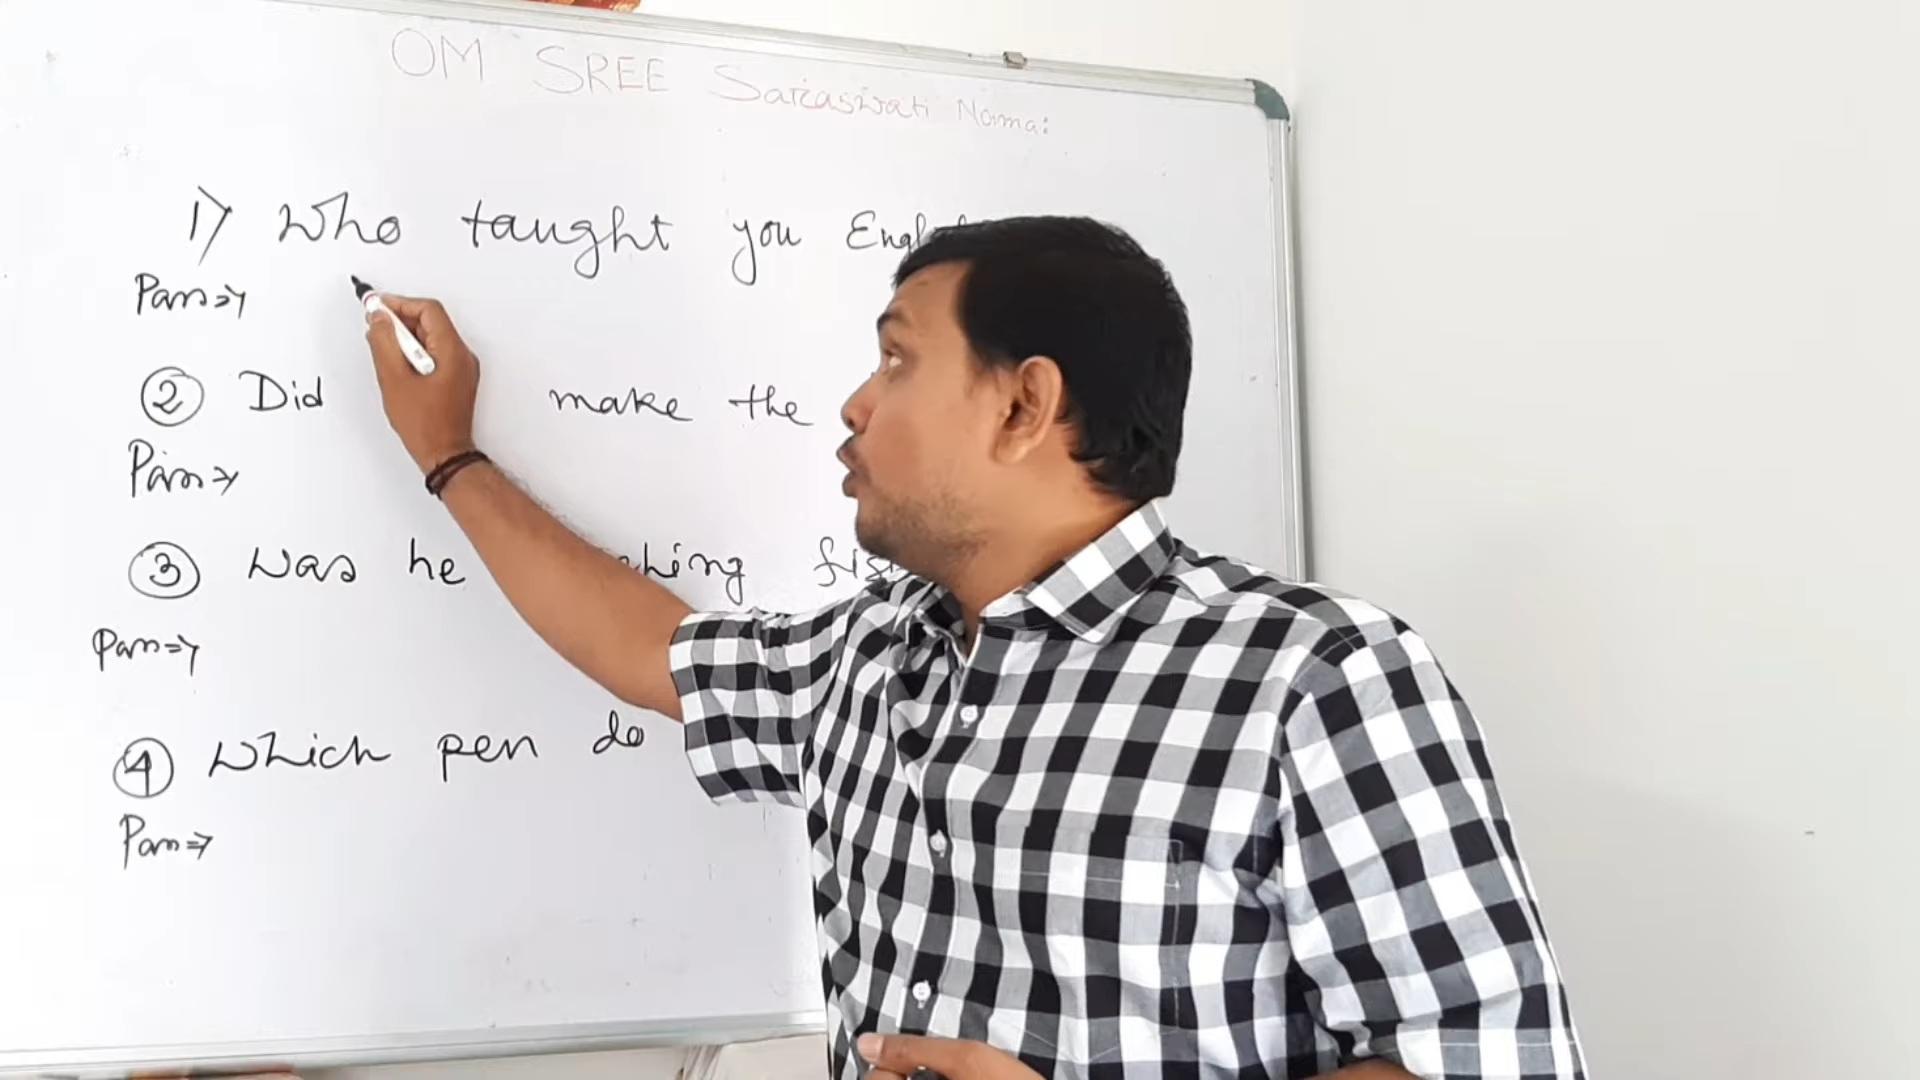 OM SREE Saraswati Noma:
1) Who taught you
Pass=>
② Did make the
Pass=>
③ Was he
Pass=>
④ Which pen do
Pass=>